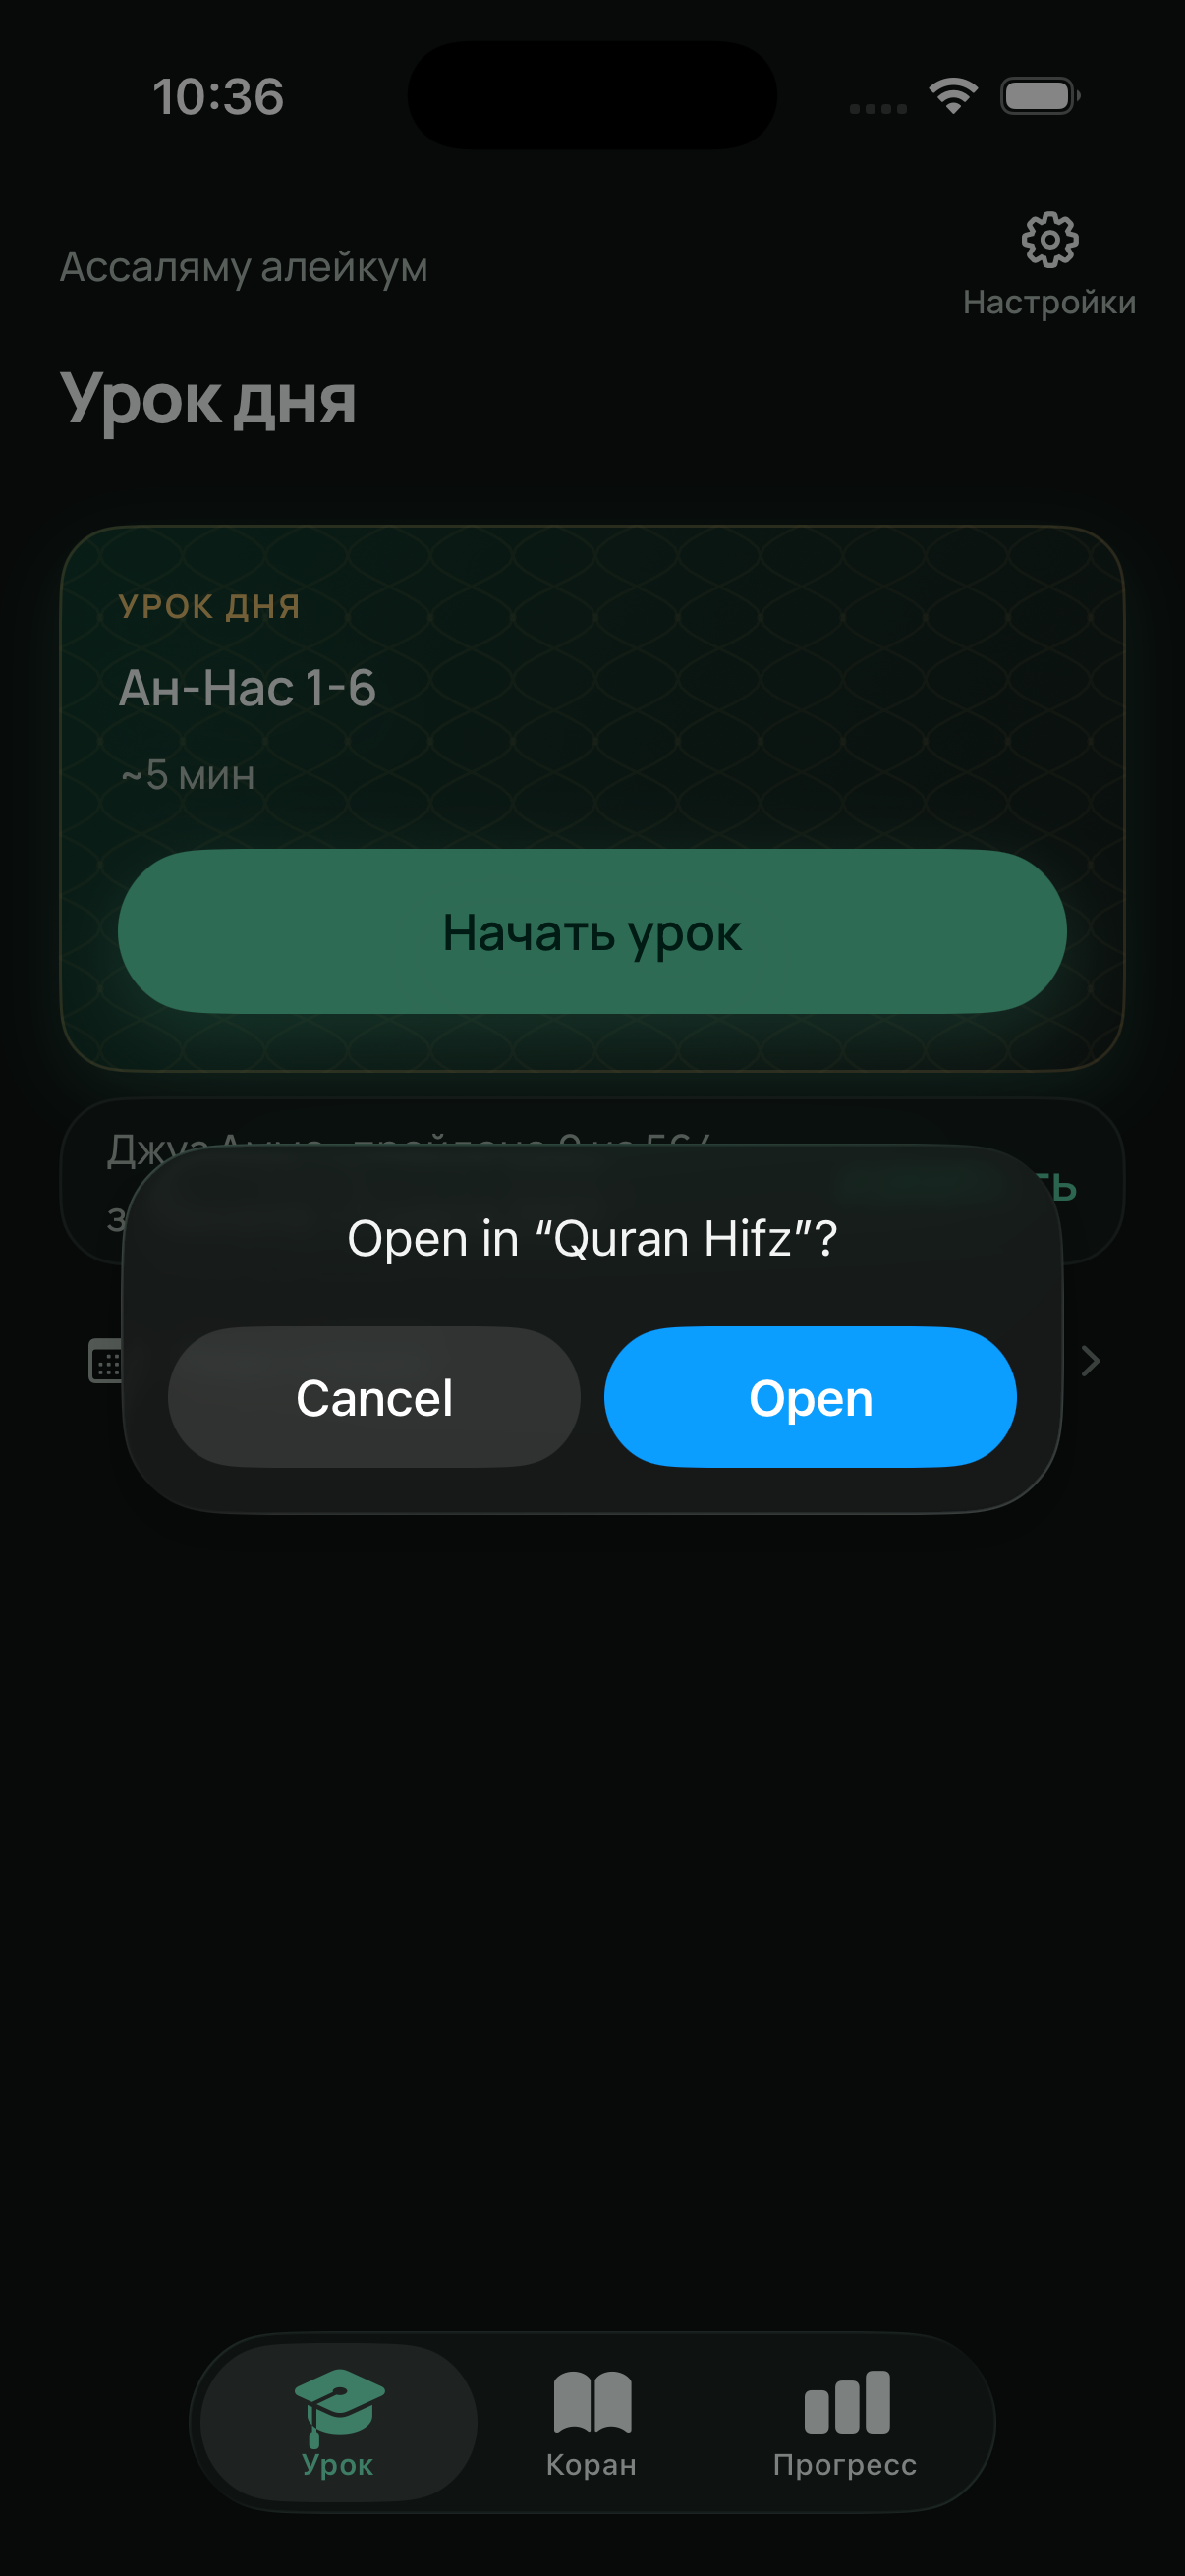 10:36
Ассаляму алейкум
Настройки
Урок дня
УРОК ДНЯ
Ан-Нас 1-6
~5 мин
Начать урок
Open in “Quran Hifz”?
Cancel
Open
Урок
Коран
Прогресс